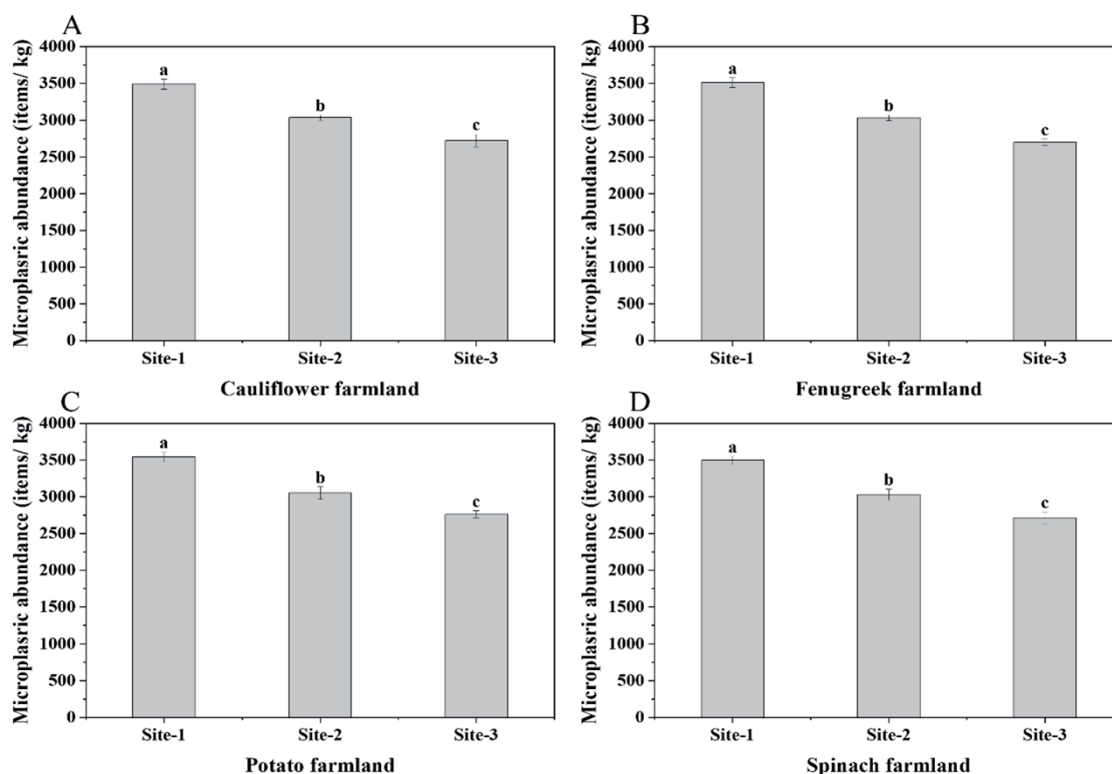 A
Microplasric abundance (items/ kg)
4000
3500
3000
2500
2000
1500
1000
500
0
a
b
c
Site-1 Site-2 Site-3
Cauliflower farmland
B
Microplasric abundance (items/ kg)
4000
3500
3000
2500
2000
1500
1000
500
0
a
b
c
Site-1 Site-2 Site-3
Fenugreek farmland
C
Microplasric abundance (items/ kg)
4000
3500
3000
2500
2000
1500
1000
500
0
a
b
c
Site-1 Site-2 Site-3
Potato farmland
D
Microplasric abundance (items/ kg)
4000
3500
3000
2500
2000
1500
1000
500
0
a
b
c
Site-1 Site-2 Site-3
Spinach farmland